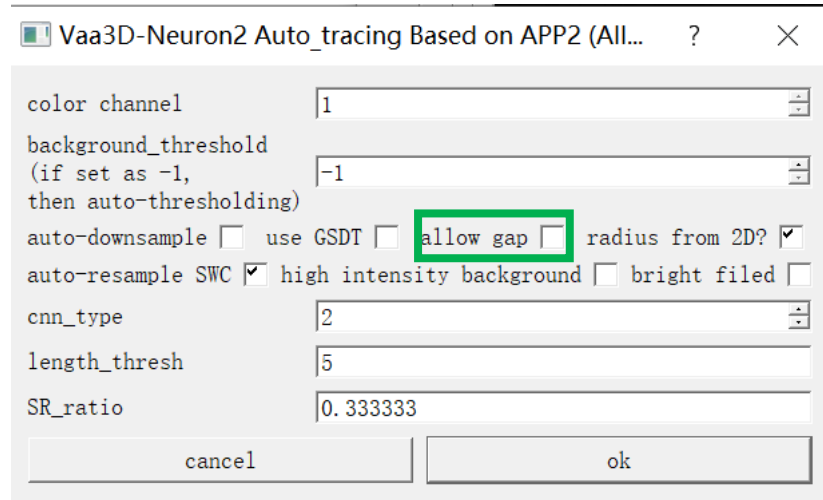 Vaa3D-Neuron2 Auto_tracing Based on APP2 (All... ?
color channel 1
background_threshold
(if set as -1, -1
then auto-thresholding)
auto-downsample use GSDT allow gap radius from 2D?
auto-resample SWC high intensity background bright filed
cnn_type 2
length_thresh 5
SR_ratio 0.333333
cancel ok